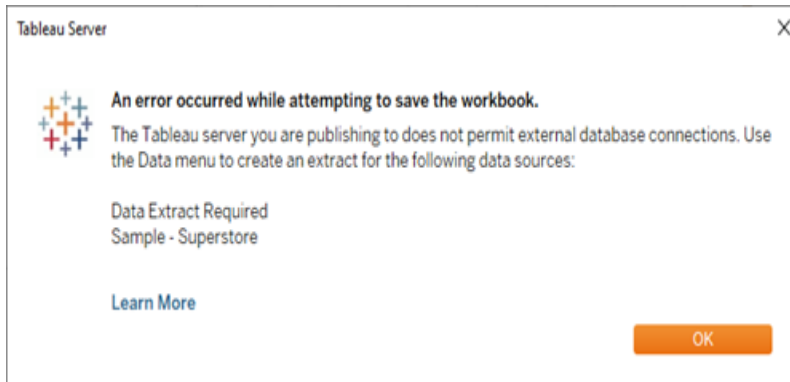 Tableau Server
An error occurred while attempting to save the workbook.
The Tableau server you are publishing to does not permit external database connections. Use
the Data menu to create an extract for the following data sources:
Data Extract Required
Sample - Superstore
Learn More
OK